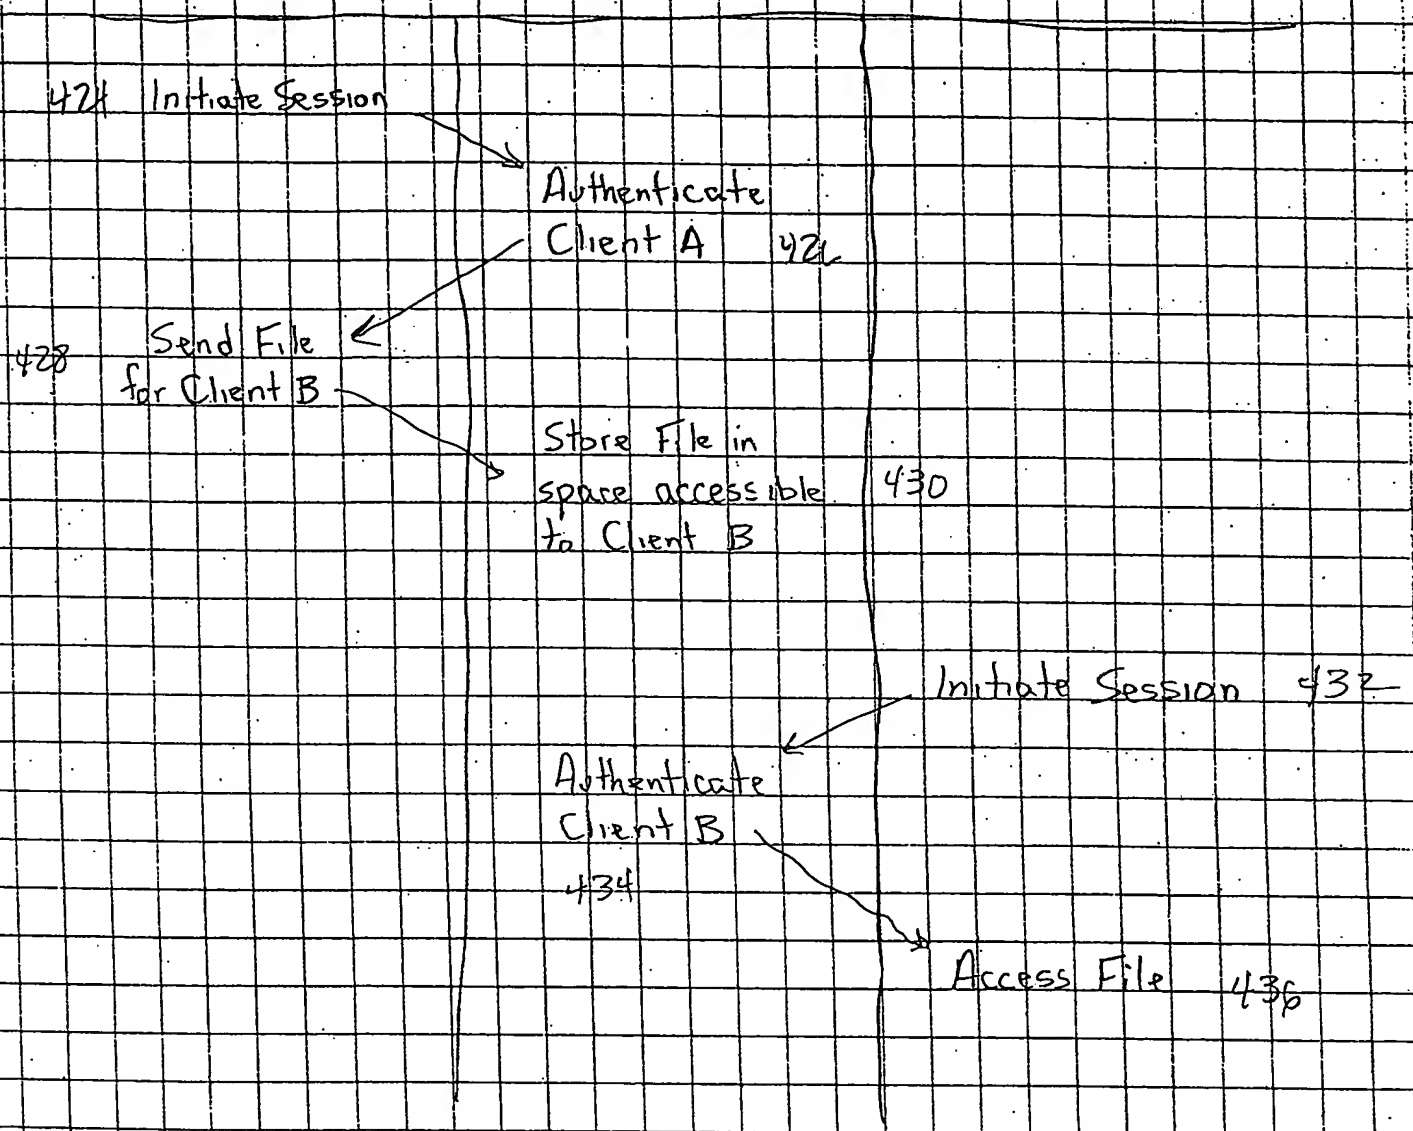 424 Initiate Session
Authenticate
Client A 426
428 Send File
for Client B
Store File in
space accessible 430
to Client B
Initiate Session 432
Authenticate
Client B
434
Access File 436